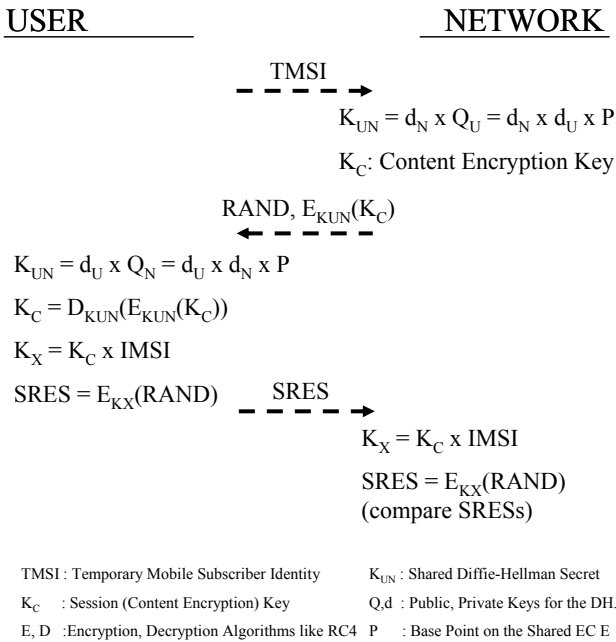 USER NETWORK
TMSI
K_UN = d_N x Q_U = d_N x d_U x P
K_C: Content Encryption Key
RAND, E_KUN(K_C)
K_UN = d_U x Q_N = d_U x d_N x P
K_C = D_KUN(E_KUN(K_C))
K_X = K_C x IMSI
SRES = E_KX(RAND) SRES
K_X = K_C x IMSI
SRES = E_KX(RAND)
(compare SRESs)
TMSI : Temporary Mobile Subscriber Identity K_UN : Shared Diffie-Hellman Secret
K_C : Session (Content Encryption) Key Q,d : Public, Private Keys for the DH
E, D :Encryption, Decryption Algorithms like RC4 P : Base Point on the Shared EC E